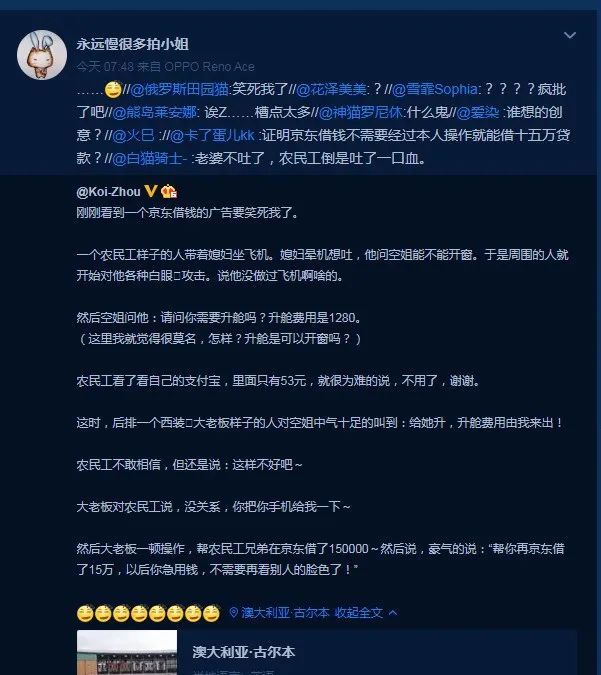 永远慢很多拍小姐
今天 07:48 来自 OPPO Reno Ace
……//@俄罗斯田园猫:笑死我了//@花泽美美:？//@雪霏Sophia:？？？？疯批
了吧//@熊岛莱安娜: 诶Z……槽点太多//@神猫罗尼休:什么鬼//@爱染 :谁想的创
意？//@火巳 ://@卡了蛋儿kk :证明京东借钱不需要经过本人操作就能借十五万贷
款？//@白猫骑士- :老婆不吐了，农民工倒是吐了一口血。
@Koi-Zhou
刚刚看到一个京东借钱的广告要笑死我了。
一个农民工样子的人带着媳妇坐飞机。媳妇晕机想吐，他问空姐能不能开窗。于是周围的人就
开始对他各种白眼攻击。说他没做过飞机啊啥的。
然后空姐问他：请问你需要升舱吗？升舱费用是1280。
（这里我就觉得很莫名，怎样？升舱是可以开窗吗？）
农民工看了看自己的支付宝，里面只有53元，就很为难的说，不用了，谢谢。
这时，后排一个西装大老板样子的人对空姐中气十足的叫到：给她升，升舱费用由我来出！
农民工不敢相信，但还是说：这样不好吧～
大老板对农民工说，没关系，你把你手机给我一下～
然后大老板一顿操作，帮农民工兄弟在京东借了150000～然后说，豪气的说：“帮你再京东借
了15万，以后你急用钱，不需要再看别人的脸色了！”
澳大利亚·古尔本 收起全文
澳大利亚·古尔本